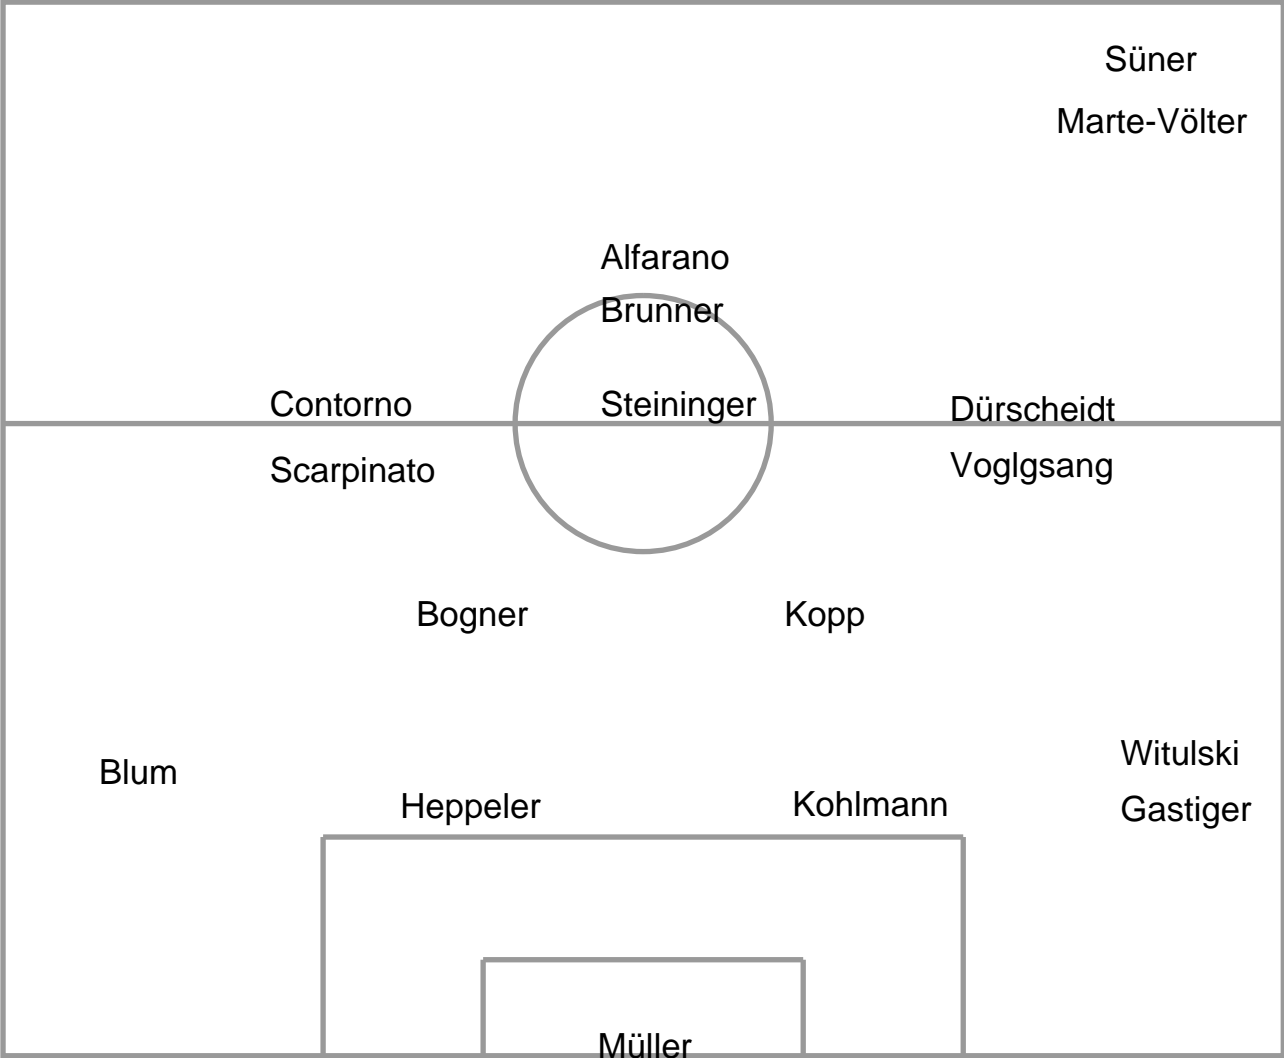 Süner
Marte-Völter
Alfarano
Brunner
Contorno
Steininger
Dürscheidt
Scarpinato
Voglgsang
Bogner
Kopp
Blum
Witulski
Heppeler
Kohlmann
Gastiger
Müller